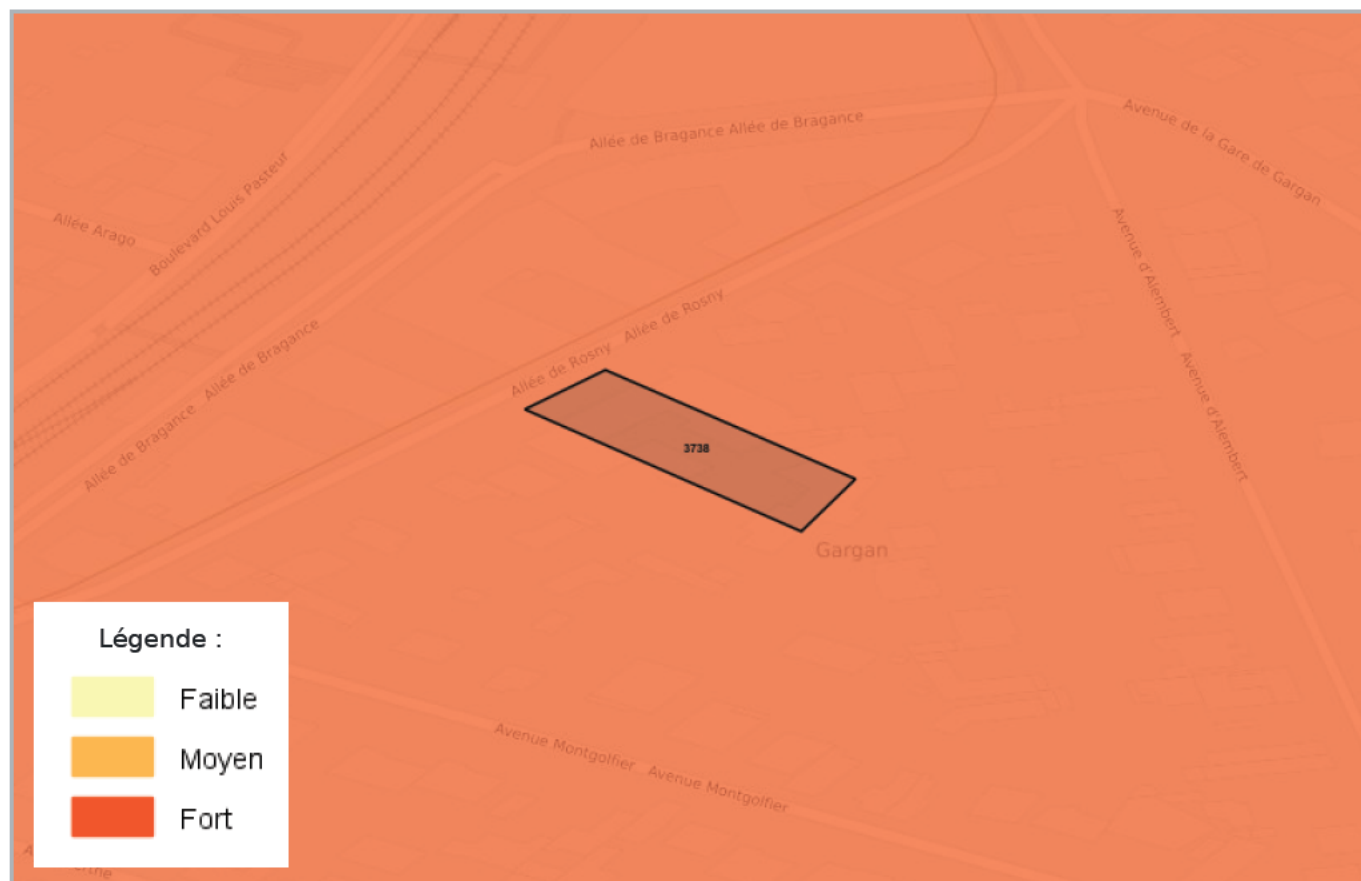 Allée de Bragance Allée de Bragance
Avenue de la Gare de Gargan
Boulevard Louis Pasteur
Allée Arago
Avenue d'Alembert Avenue d'Alembert
Allée de Rosny Allée de Rosny
Allée de Bragance Allée de Bragance
3738
Gargan
Légende :
Faible
Moyen
Fort
Avenue Montgolfier Avenue Montgolfier